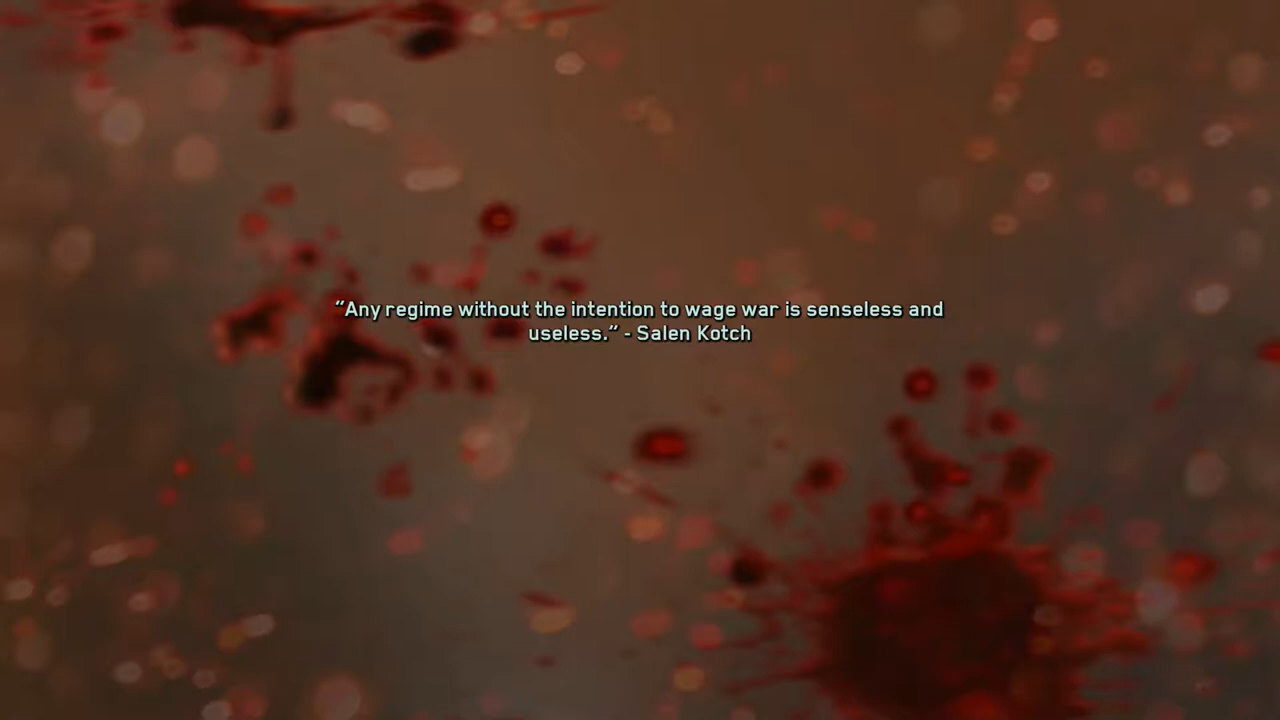 “Any regime without the intention to wage war is senseless and
useless.” - Salen Kotch